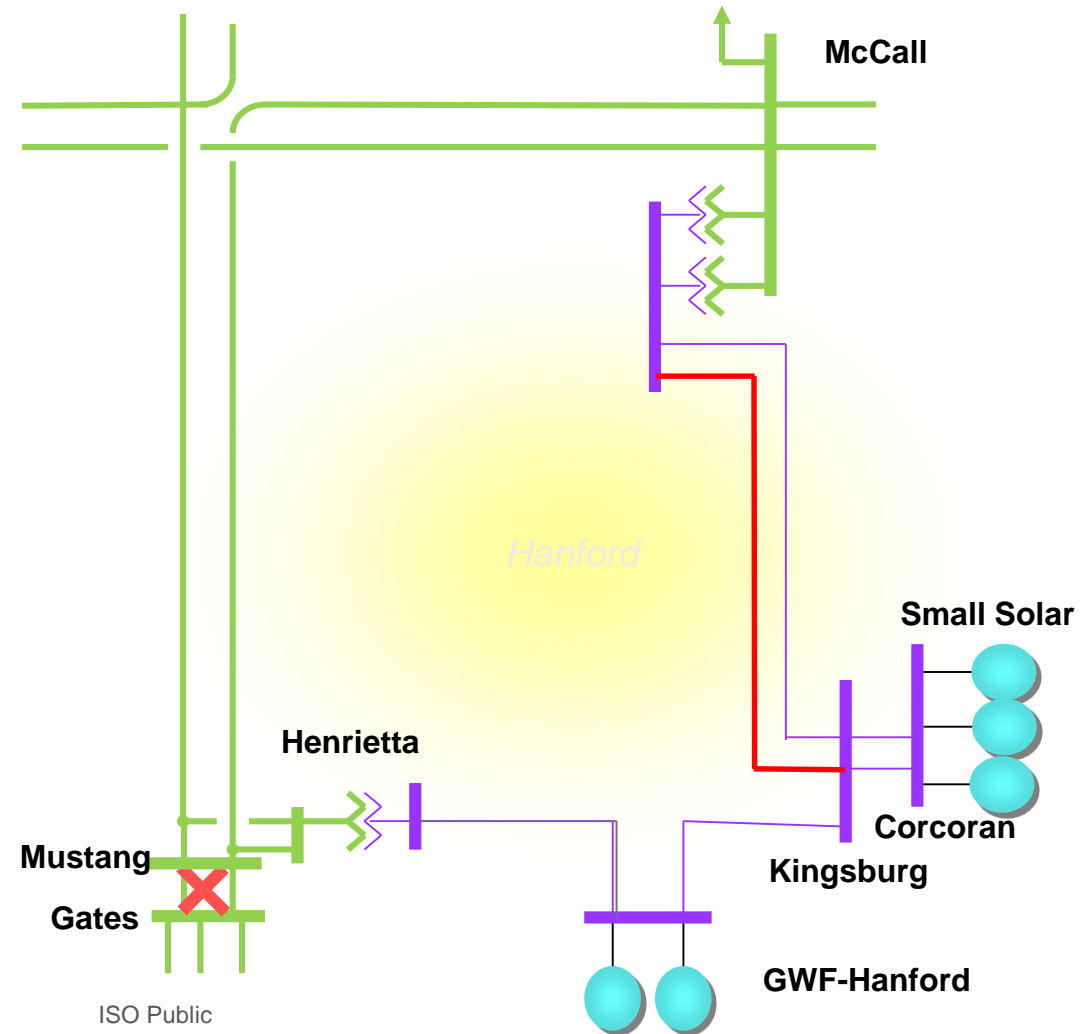 McCall
Hanford
Small Solar
Henrietta
Corcoran
Mustang
Kingsburg
Gates
GWF-Hanford
ISO Public